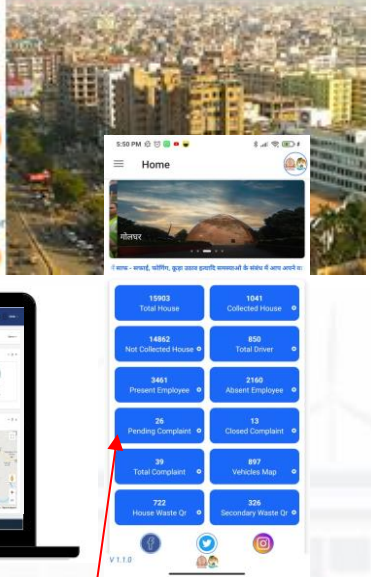 5:50 PM
Home
गोलघर
में साफ - सफाई, फॉगिंग, कूड़ा उठाव इत्यादि समस्याओं के संबंध में आप अपने
15903
Total House
1041
Collected House
14862
Not Collected House
850
Total Driver
3461
Present Employee
2160
Absent Employee
26
Pending Complaint
13
Closed Complaint
39
Total Complaint
897
Vehicles Map
722
House Waste Qr
326
Secondary Waste Qr
V 1.1.0